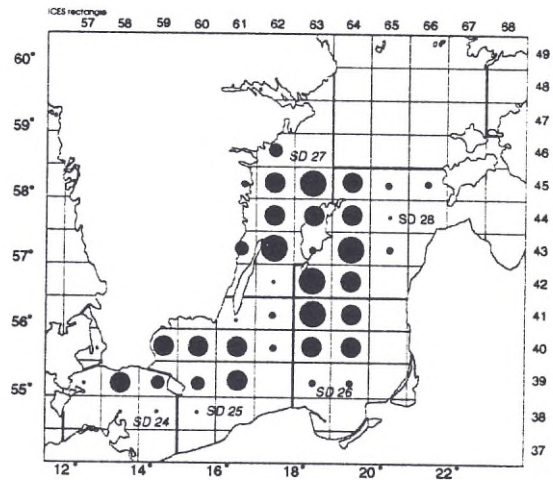 ICES rectangle
57 58 59 60 61 62 63 64 65 66 67 68
60° 49
48
59° 47
SD 27 46
58° 45
SD 28 44
57° 43
42
56° 41
40
55° 39
SD 26
SD 24 SD 25 38
37
12° 14° 16° 18° 20° 22°